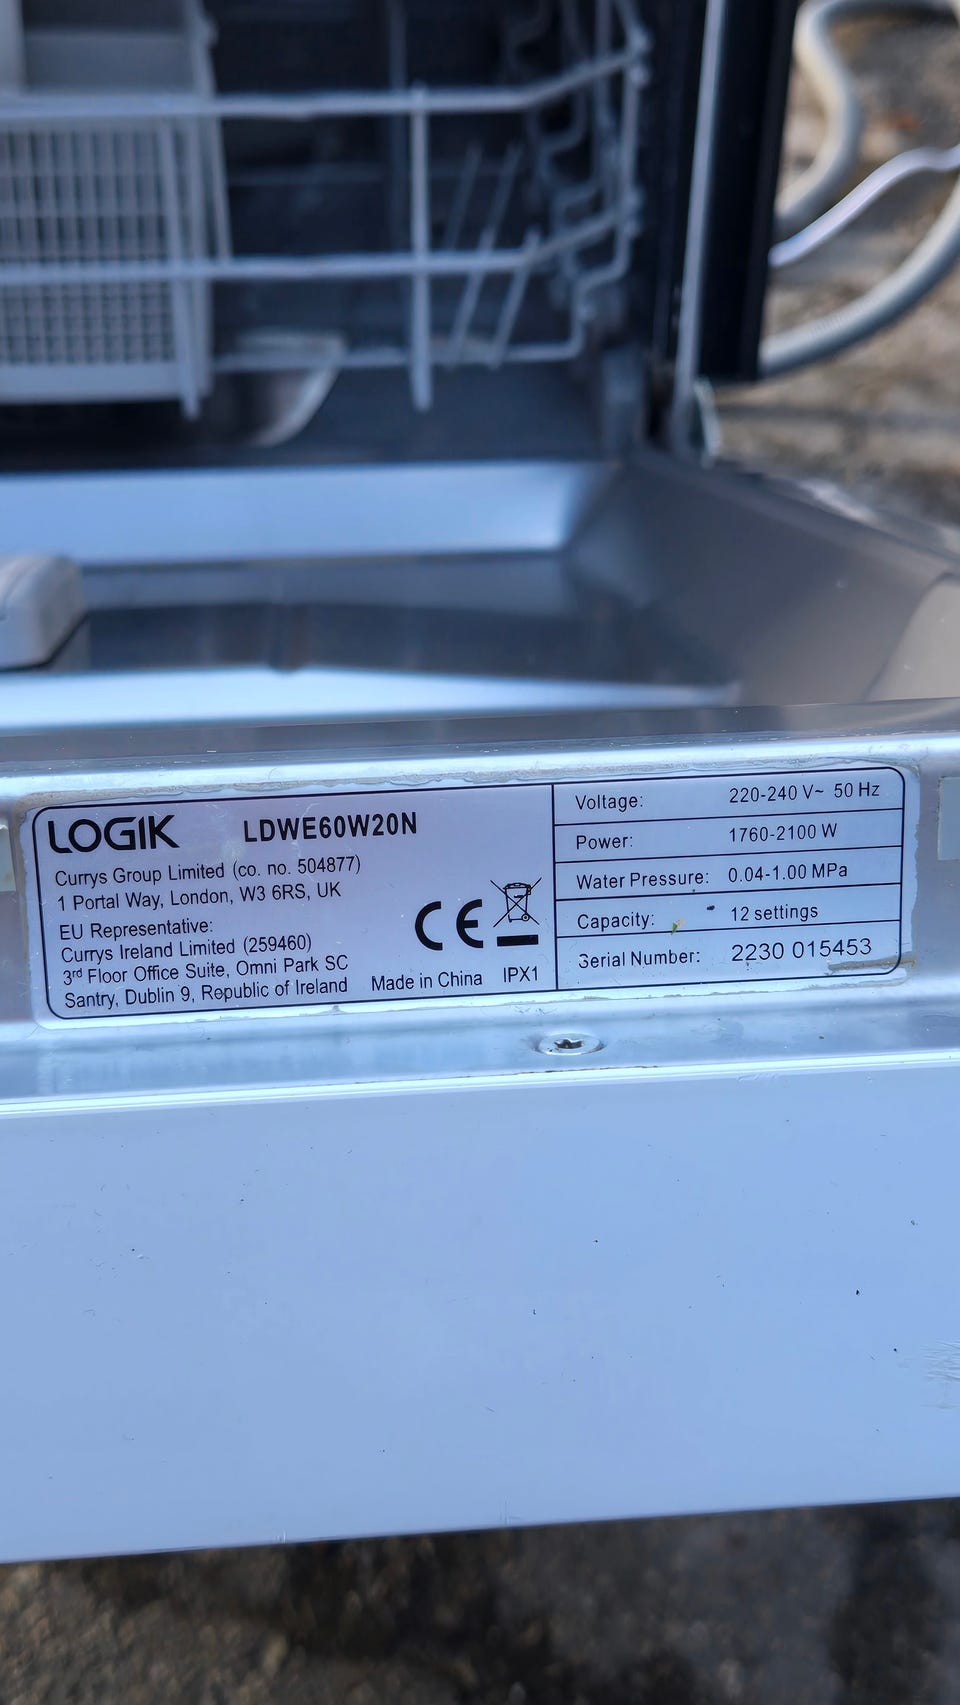 LOGIK LDWE60W20N
Currys Group Limited (co. no. 504877)
1 Portal Way, London, W3 6RS, UK
EU Representative:
Currys Ireland Limited (259460)
3rd Floor Office Suite, Omni Park SC
Santry, Dublin 9, Republic of Ireland
CE
Made in China IPX1
Voltage: 220-240 V~ 50 Hz
Power: 1760-2100 W
Water Pressure: 0.04-1.00 MPa
Capacity: 12 settings
Serial Number: 2230 015453